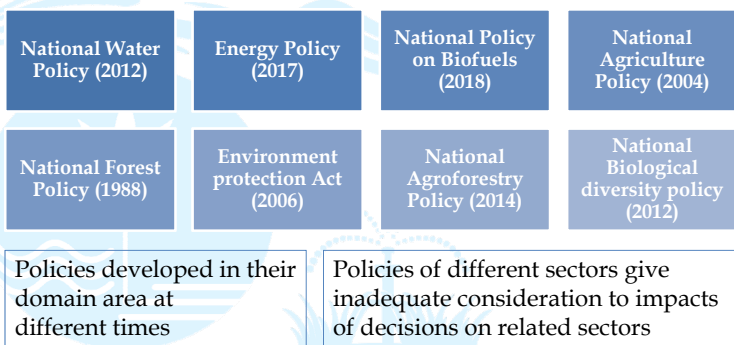 National Water
Policy (2012)
Energy Policy
(2017)
National Policy
on Biofuels
(2018)
National
Agriculture
Policy (2004)
National Forest
Policy (1988)
Environment
protection Act
(2006)
National
Agroforestry
Policy (2014)
National
Biological
diversity policy
(2012)
Policies developed in their
domain area at
different times
Policies of different sectors give
inadequate consideration to impacts
of decisions on related sectors